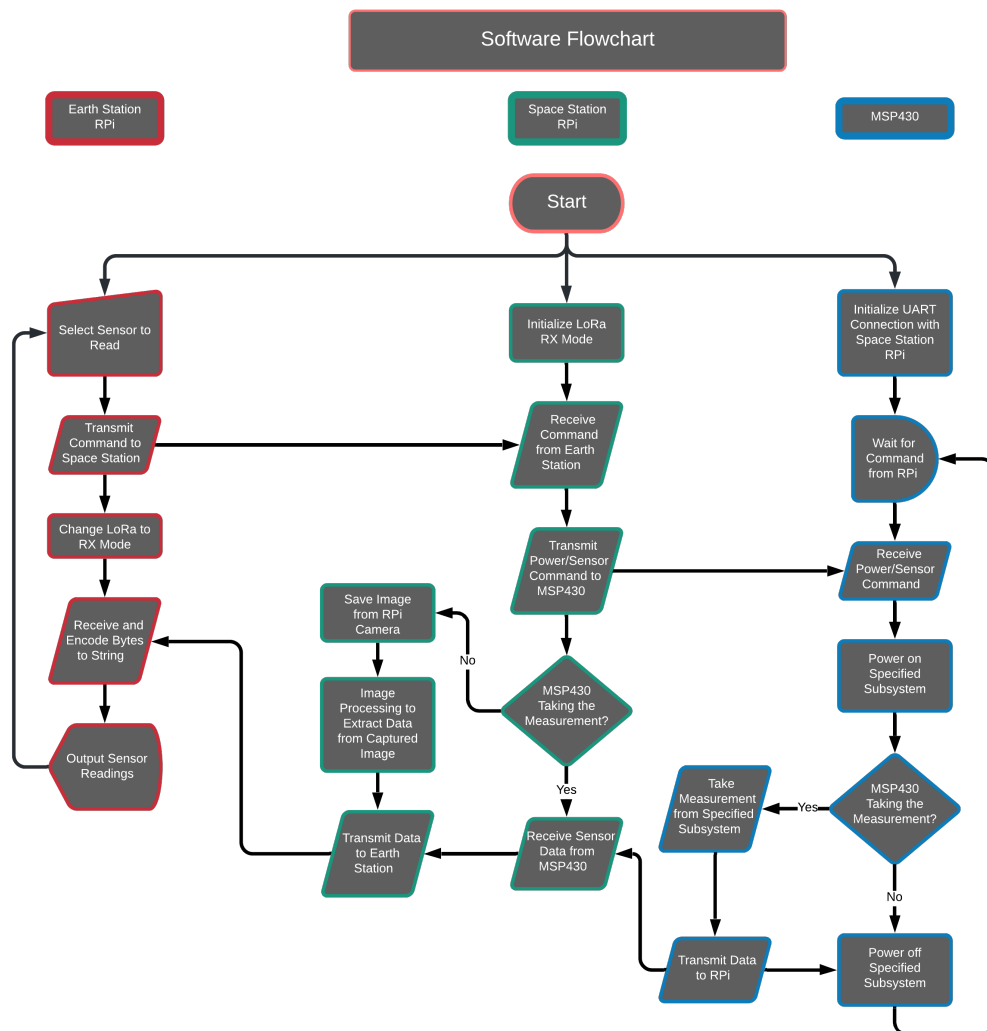 Software Flowchart
Earth Station
RPi
Space Station
RPi
MSP430
Start
Select Sensor to
Read
Transmit
Command to
Space Station
Change LoRa to
RX Mode
Receive and
Encode Bytes
to String
Output Sensor
Readings
Initialize LoRa
RX Mode
Receive
Command
from Earth
Station
Transmit
Power/Sensor
Command to
MSP430
MSP430
Taking the
Measurement?
No
Yes
Save Image
from RPi
Camera
Image
Processing to
Extract Data
from Captured
Image
Transmit Data
to Earth
Station
Receive Sensor
Data from
MSP430
Initialize UART
Connection with
Space Station
RPi
Wait for
Command
from RPi
Receive
Power/Sensor
Command
Power on
Specified
Subsystem
MSP430
Taking the
Measurement?
Yes
No
Take
Measurement
from Specified
Subsystem
Transmit Data
to RPi
Power off
Specified
Subsystem